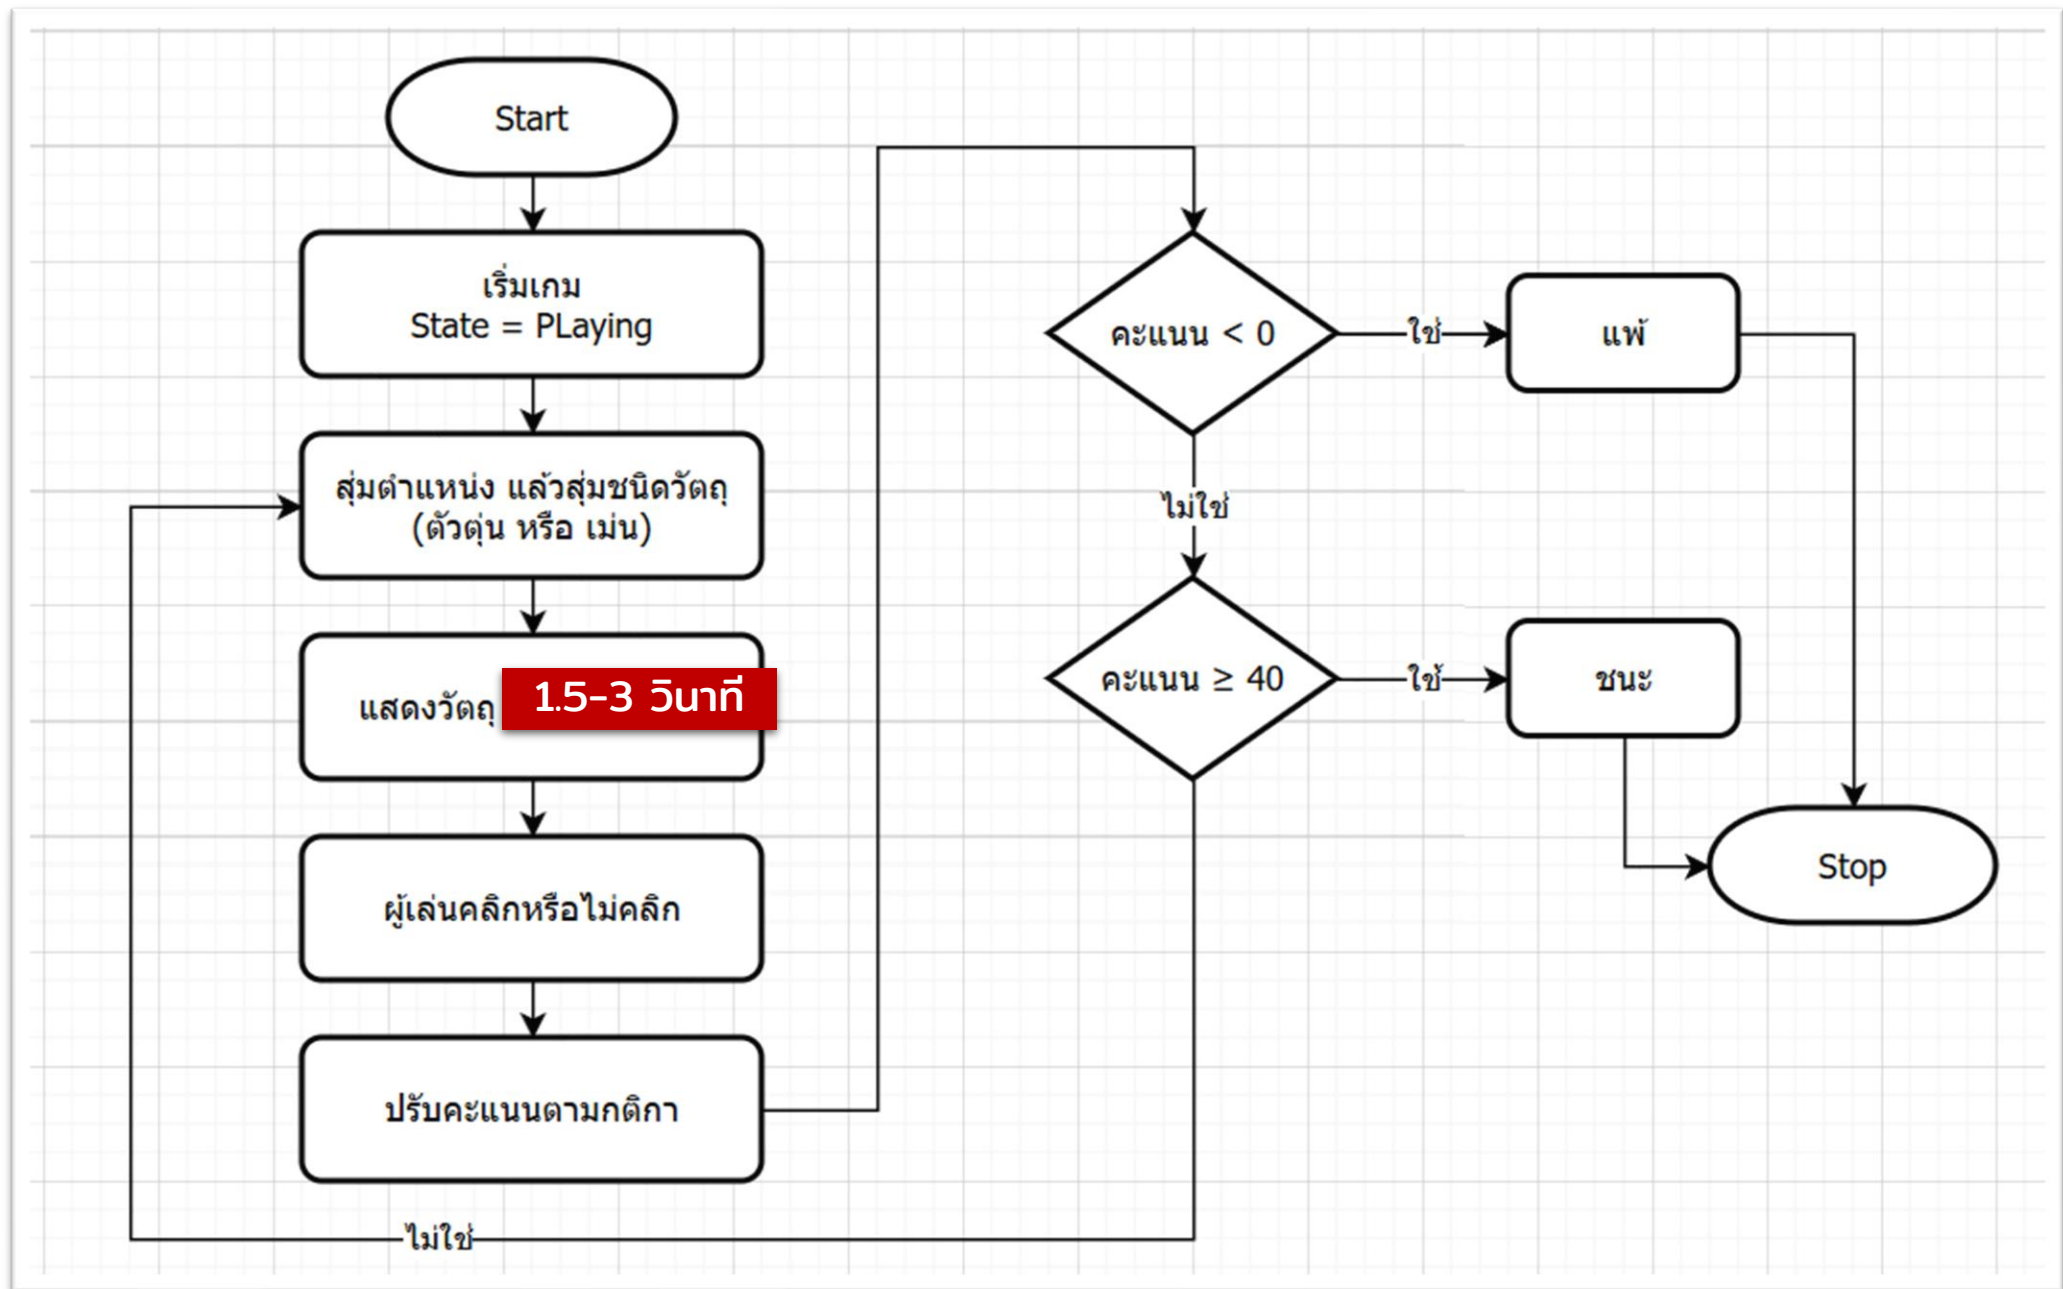 Start
เริ่มเกม
State = PLaying
สุ่มตำแหน่ง แล้วสุ่มชนิดวัตถุ
(ตัวตุ่น หรือ เม่น)
แสดงวัตถุ 1.5-3 วินาที
ผู้เล่นคลิกหรือไม่คลิก
ปรับคะแนนตามกติกา
คะแนน < 0
ใช่
แพ้
ไม่ใช่
คะแนน ≥ 40
ใช้
ชนะ
Stop
ไม่ใช่